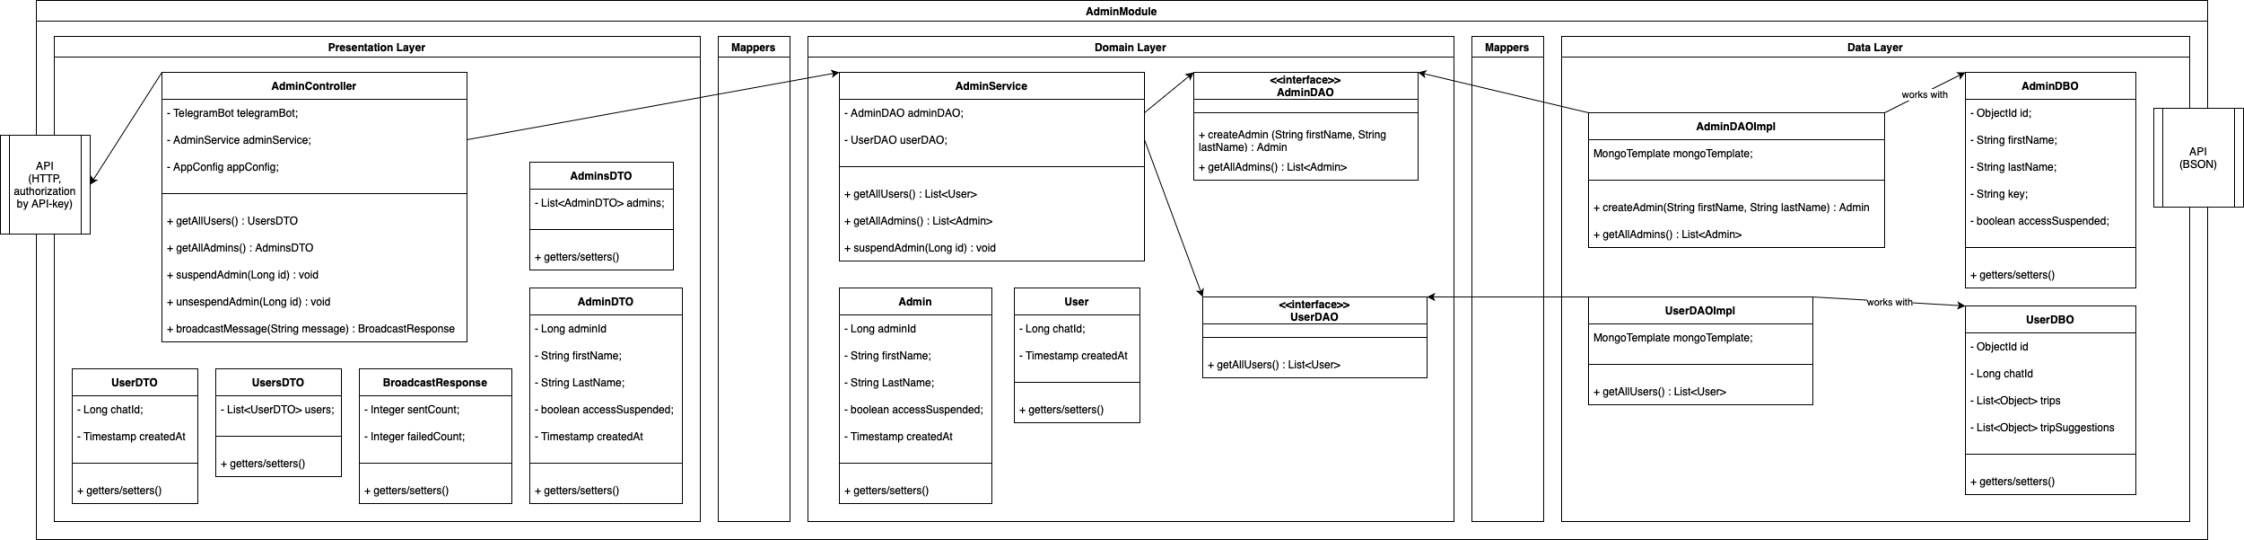 AdminModule
Presentation Layer
Mappers
Domain Layer
Mappers
Data Layer
API
(HTTP,
authorization
by API-key)
AdminController
- TelegramBot telegramBot;
- AdminService adminService;
- AppConfig appConfig;
+ getAllUsers() : UsersDTO
+ getAllAdmins() : AdminsDTO
+ suspendAdmin(Long id) : void
+ unsespendAdmin(Long id) : void
+ broadcastMessage(String message) : BroadcastResponse
AdminsDTO
- List<AdminDTO> admins;
+ getters/setters()
AdminDTO
- Long adminId
- String firstName;
- String LastName;
- boolean accessSuspended;
- Timestamp createdAt
+ getters/setters()
UserDTO
- Long chatId;
- Timestamp createdAt
+ getters/setters()
UsersDTO
- List<UserDTO> users;
+ getters/setters()
BroadcastResponse
- Integer sentCount;
- Integer failedCount;
+ getters/setters()
AdminService
- AdminDAO adminDAO;
- UserDAO userDAO;
+ getAllUsers() : List<User>
+ getAllAdmins() : List<Admin>
+ suspendAdmin(Long id) : void
<<interface>>
AdminDAO
+ createAdmin (String firstName, String
lastName) : Admin
+ getAllAdmins() : List<Admin>
Admin
- Long adminId
- String firstName;
- String LastName;
- boolean accessSuspended;
- Timestamp createdAt
+ getters/setters()
User
- Long chatId;
- Timestamp createdAt
+ getters/setters()
<<interface>>
UserDAO
+ getAllUsers() : List<User>
AdminDAOImpl
MongoTemplate mongoTemplate;
+ createAdmin(String firstName, String lastName) : Admin
+ getAllAdmins() : List<Admin>
works with
AdminDBO
- ObjectId id;
- String firstName;
- String lastName;
- String key;
- boolean accessSuspended;
+ getters/setters()
UserDAOImpl
MongoTemplate mongoTemplate;
+ getAllUsers() : List<User>
works with
UserDBO
- ObjectId id
- Long chatId
- List<Object> trips
- List<Object> tripSuggestions
+ getters/setters()
API
(BSON)